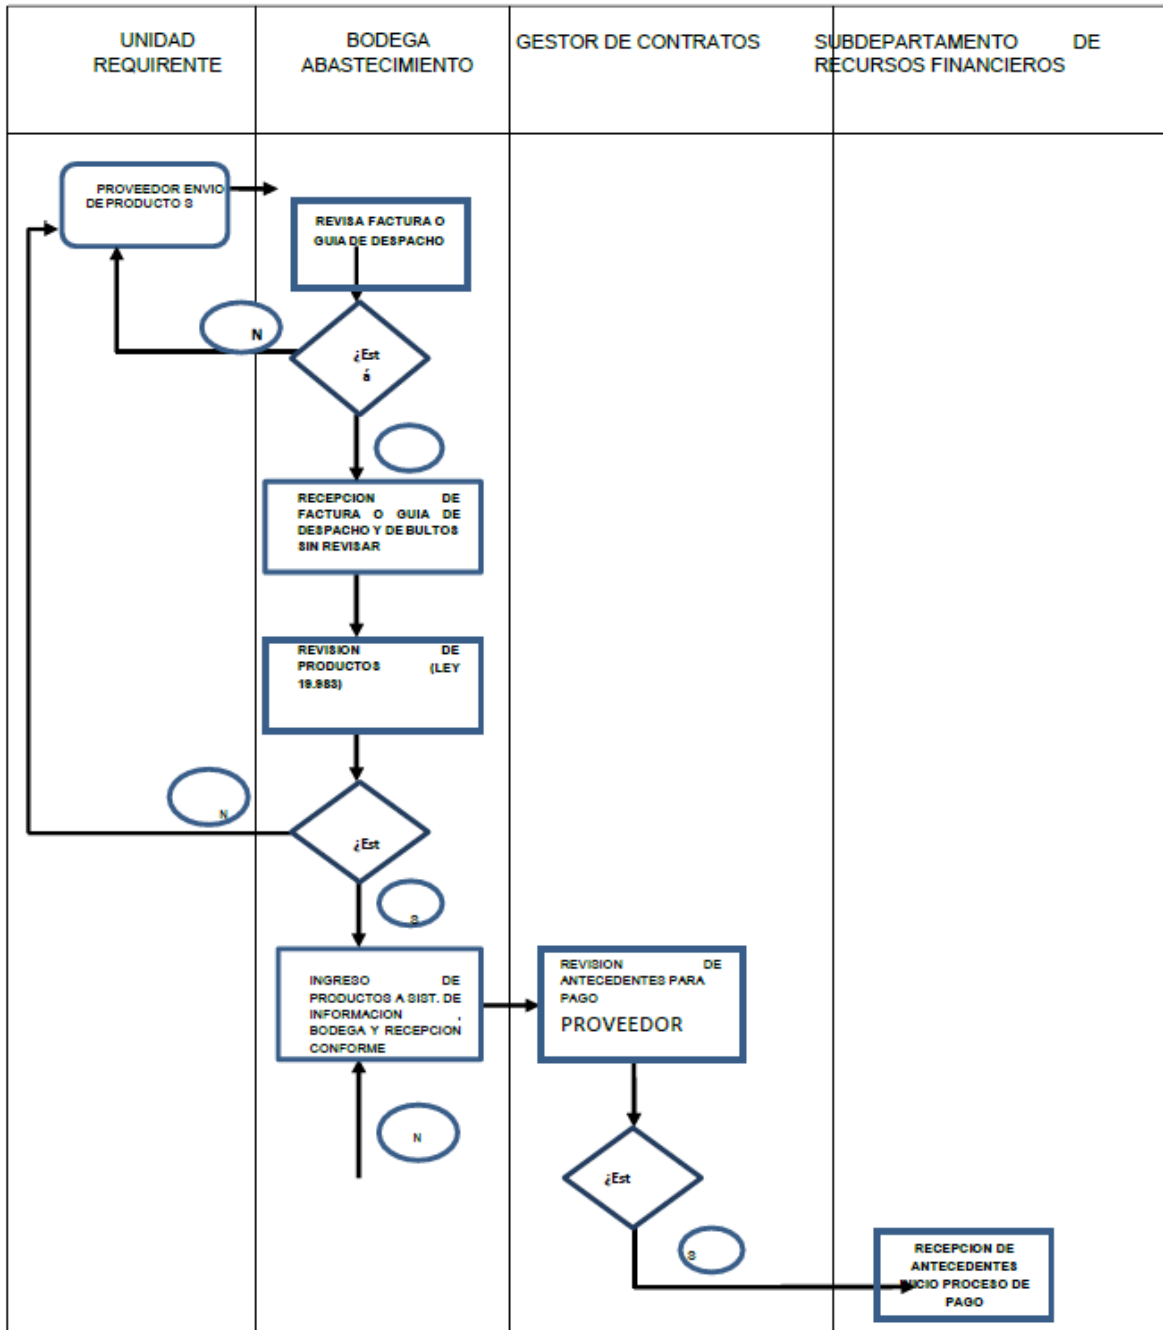 UNIDAD
REQUIRENTE
BODEGA
ABASTECIMIENTO
GESTOR DE CONTRATOS
SUBDEPARTAMENTO DE
RECURSOS FINANCIEROS
PROVEEDOR ENVIO
DE PRODUCTO S
REVISA FACTURA O
GUIA DE DESPACHO
N
¿Est
á
RECEPCION DE
FACTURA O GUIA DE
DESPACHO Y DE BULTOS
SIN REVISAR
REVISION DE
PRODUCTOS (LEY
19.983)
N
¿Est
S
INGRESO DE
PRODUCTOS A SIST. DE
INFORMACION ,
BODEGA Y RECEPCION
CONFORME
REVISION DE
ANTECEDENTES PARA
PAGO
PROVEEDOR
N
¿Est
S
RECEPCION DE
ANTECEDENTES
INICIO PROCESO DE
PAGO